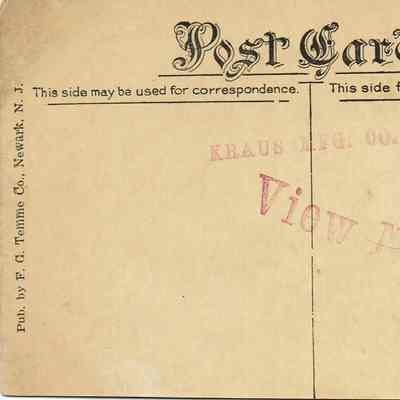 Post Car
This side may be used for correspondence.
This side f
KRAUS MFG. CO.
View
Pub. by F. C. Temme Co., Newark, N. J.